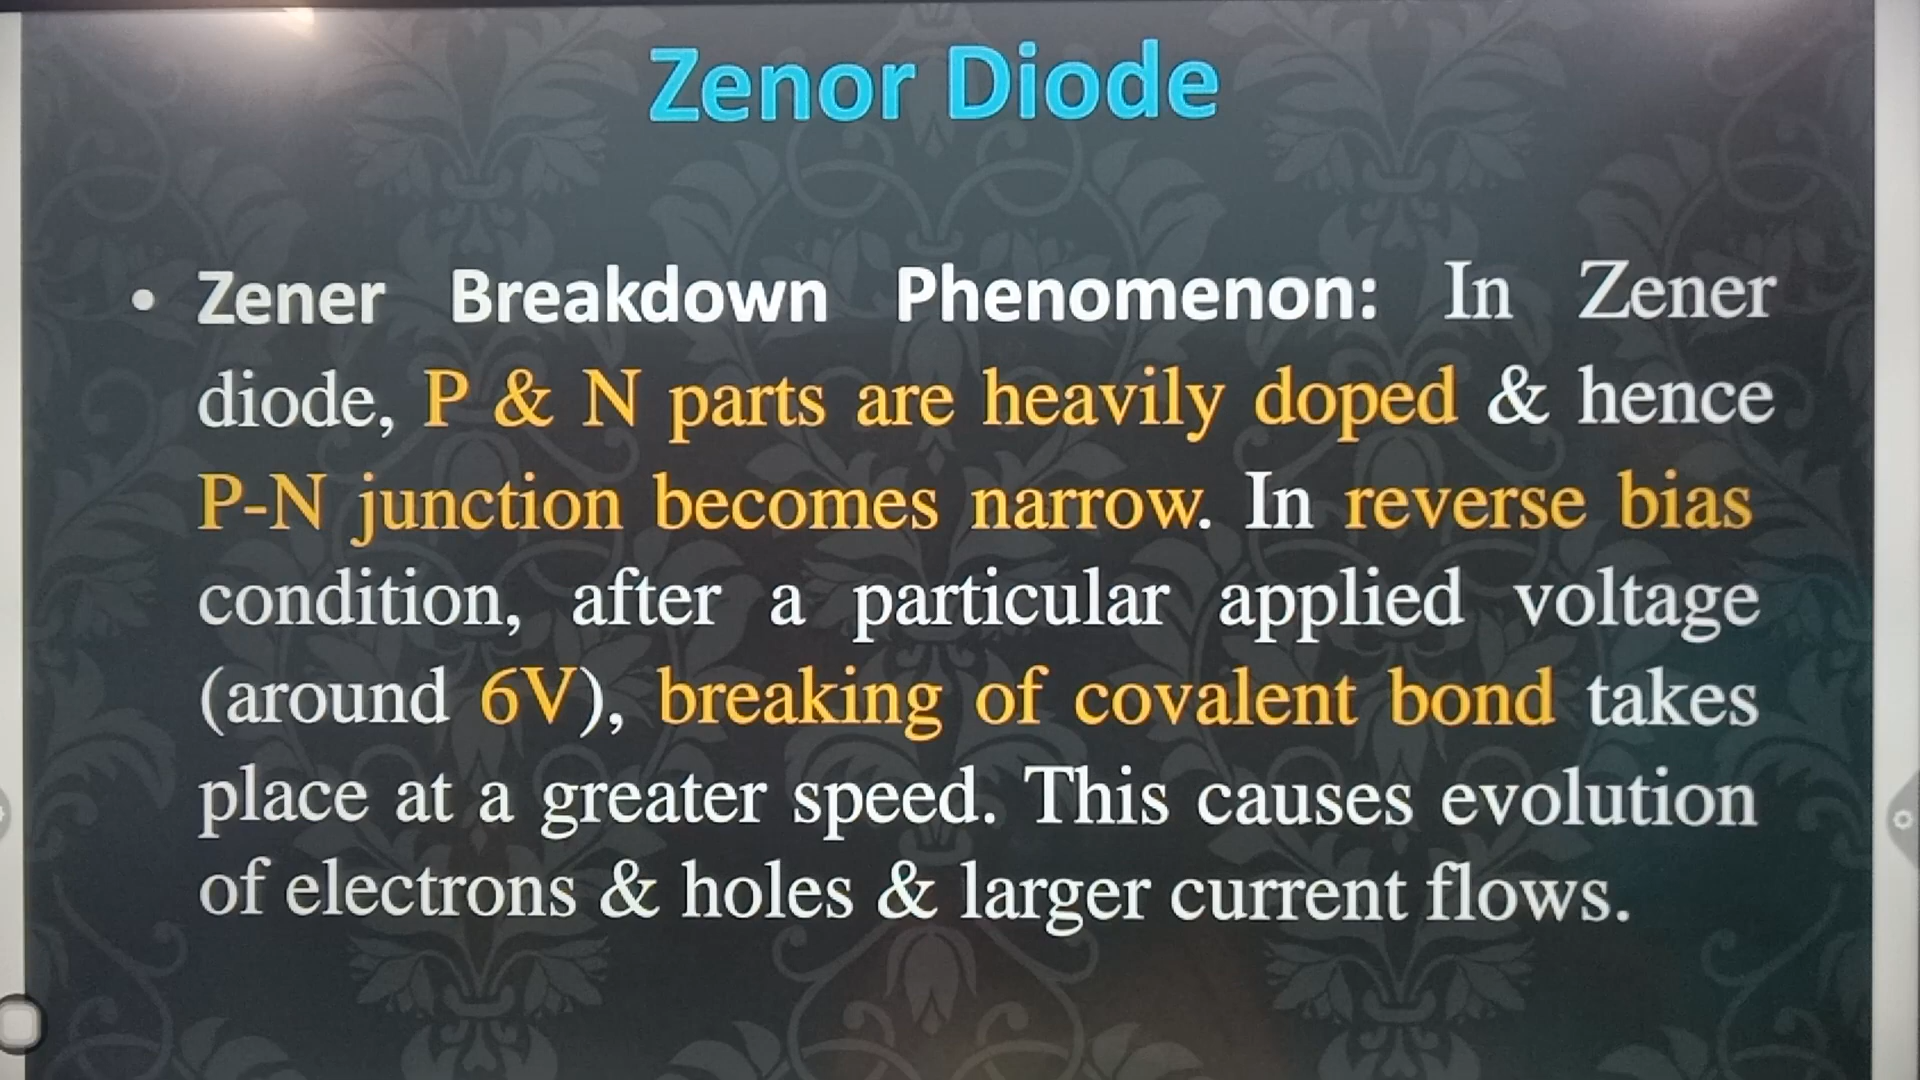 Zenor Diode
• Zener Breakdown Phenomenon: In Zener
diode, P & N parts are heavily doped & hence
P-N junction becomes narrow. In reverse bias
condition, after a particular applied voltage
(around 6V), breaking of covalent bond takes
place at a greater speed. This causes evolution
of electrons & holes & larger current flows.